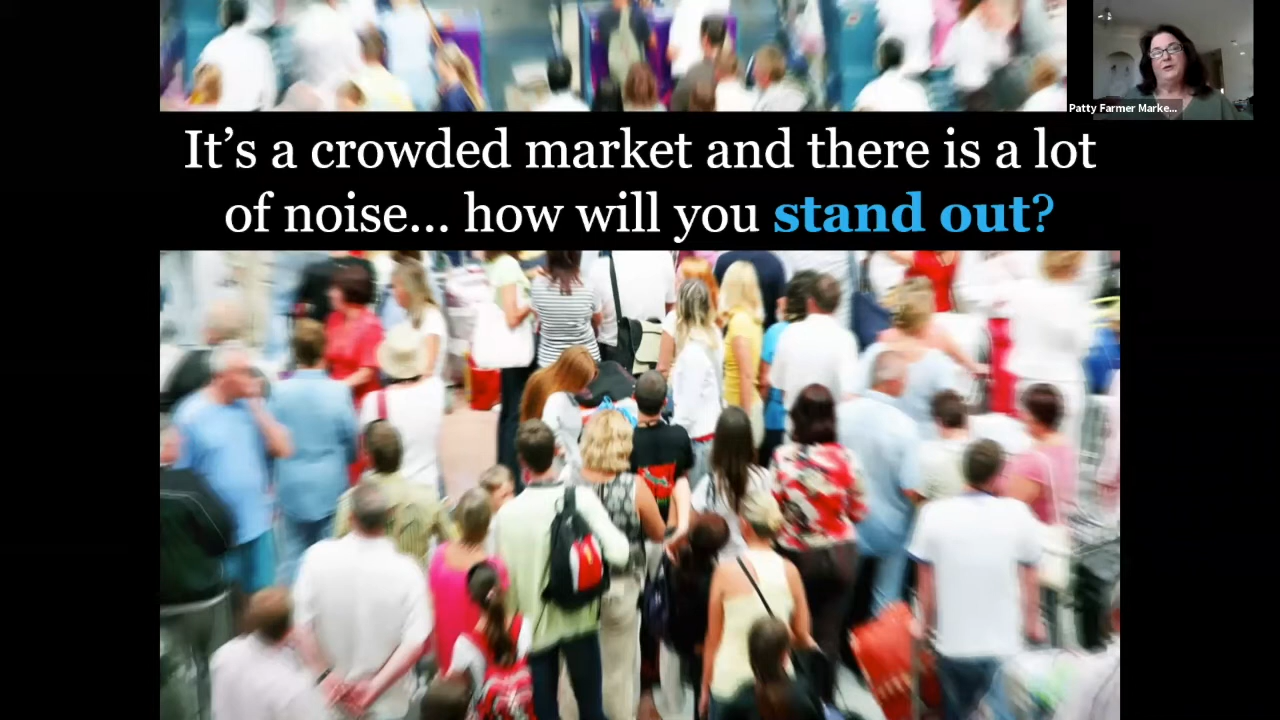 Patty Farmer Marke...
It’s a crowded market and there is a lot
of noise... how will you stand out?